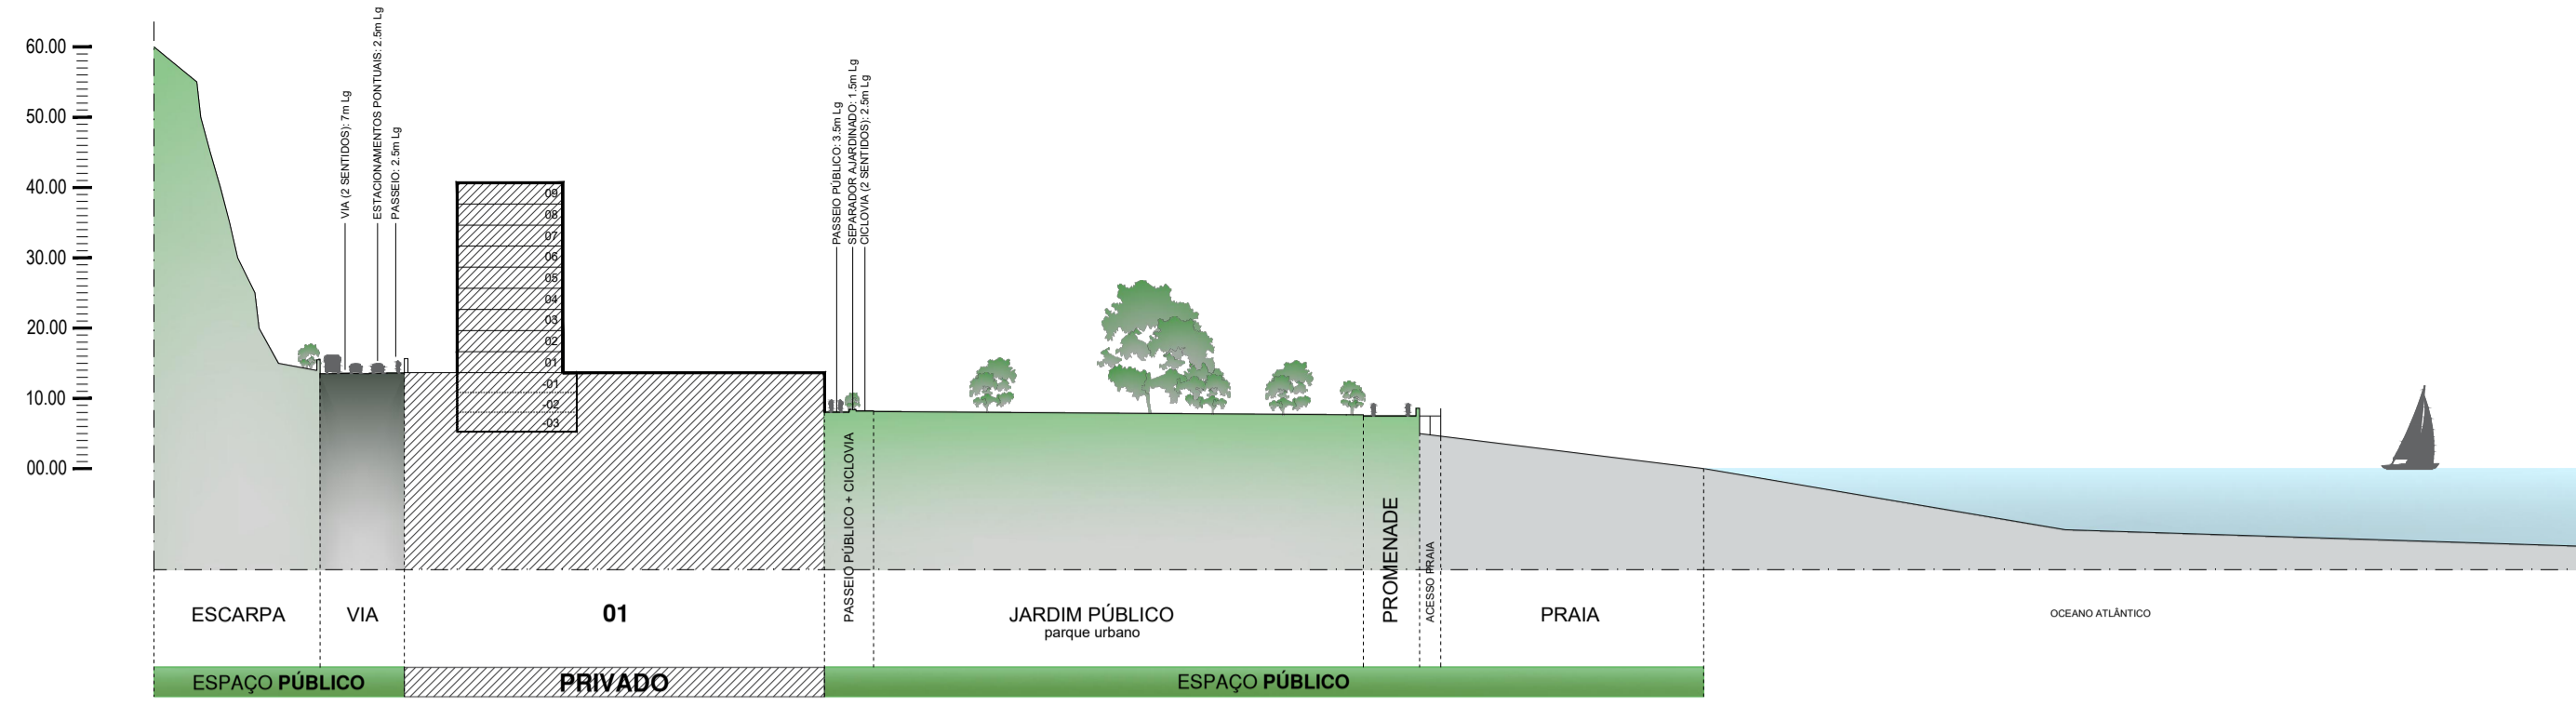 60.00
50.00
40.00
30.00
20.00
10.00
00.00
VIA (2 SENTIDOS): 7m Lg
ESTACIONAMENTOS PONTUAIS: 2.5m Lg
PASSEIO: 2.5m Lg
09
08
07
06
05
04
03
02
01
-01
-02
-03
PASSEIO PÚBLICO: 3.5m Lg
SEPARADOR AJARDINADO: 1.5m Lg
CICLOVIA (2 SENTIDOS): 2.5m Lg
ESCARPA
VIA
01
PASSEIO PÚBLICO + CICLOVIA
JARDIM PÚBLICO
parque urbano
PROMENADE
ACESSO PRAIA
PRAIA
OCEANO ATLÂNTICO
ESPAÇO PÚBLICO
PRIVADO
ESPAÇO PÚBLICO